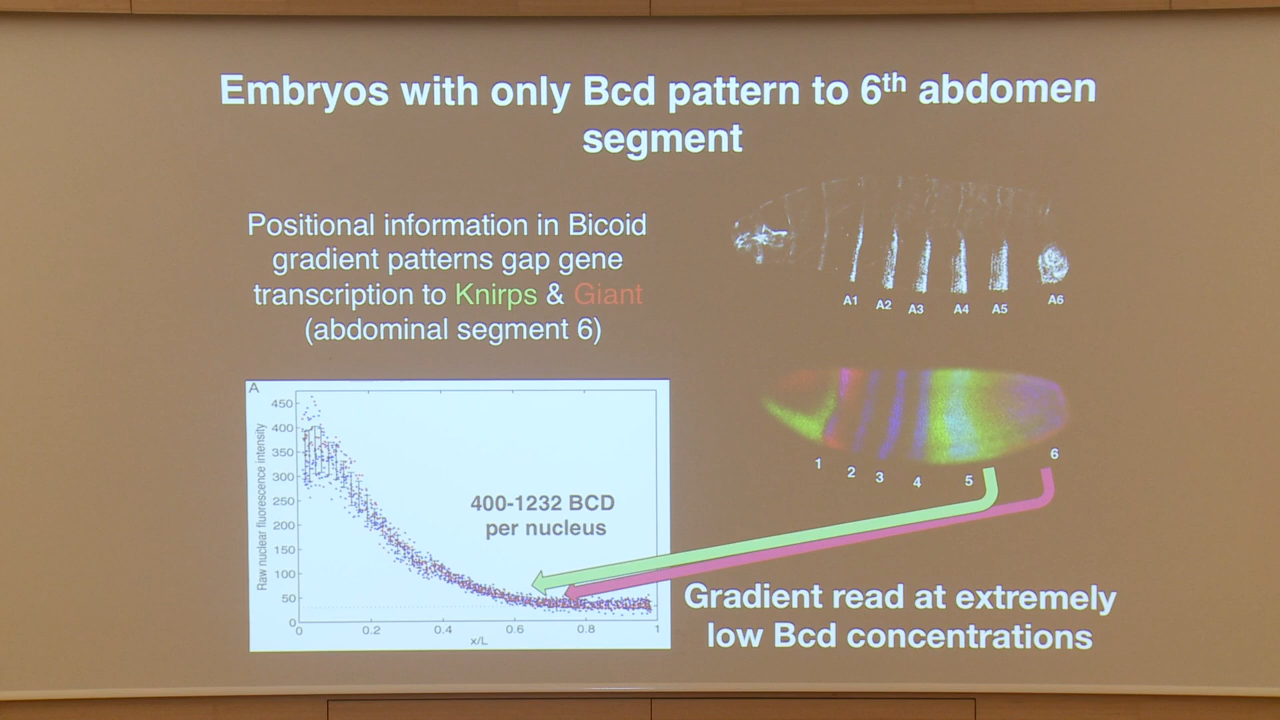 Embryos with only Bcd pattern to 6th abdomen
segment
Positional information in Bicoid
gradient patterns gap gene
transcription to Knirps & Giant
(abdominal segment 6)
A1 A2 A3 A4 A5 A6
1 2 3 4 5 6
A
Raw nuclear fluorescence intensity
450
400
350
300
250
200
150
100
50
0
400-1232 BCD
per nucleus
0 0.2 0.4 0.6 0.8 1
x/L
Gradient read at extremely
low Bcd concentrations